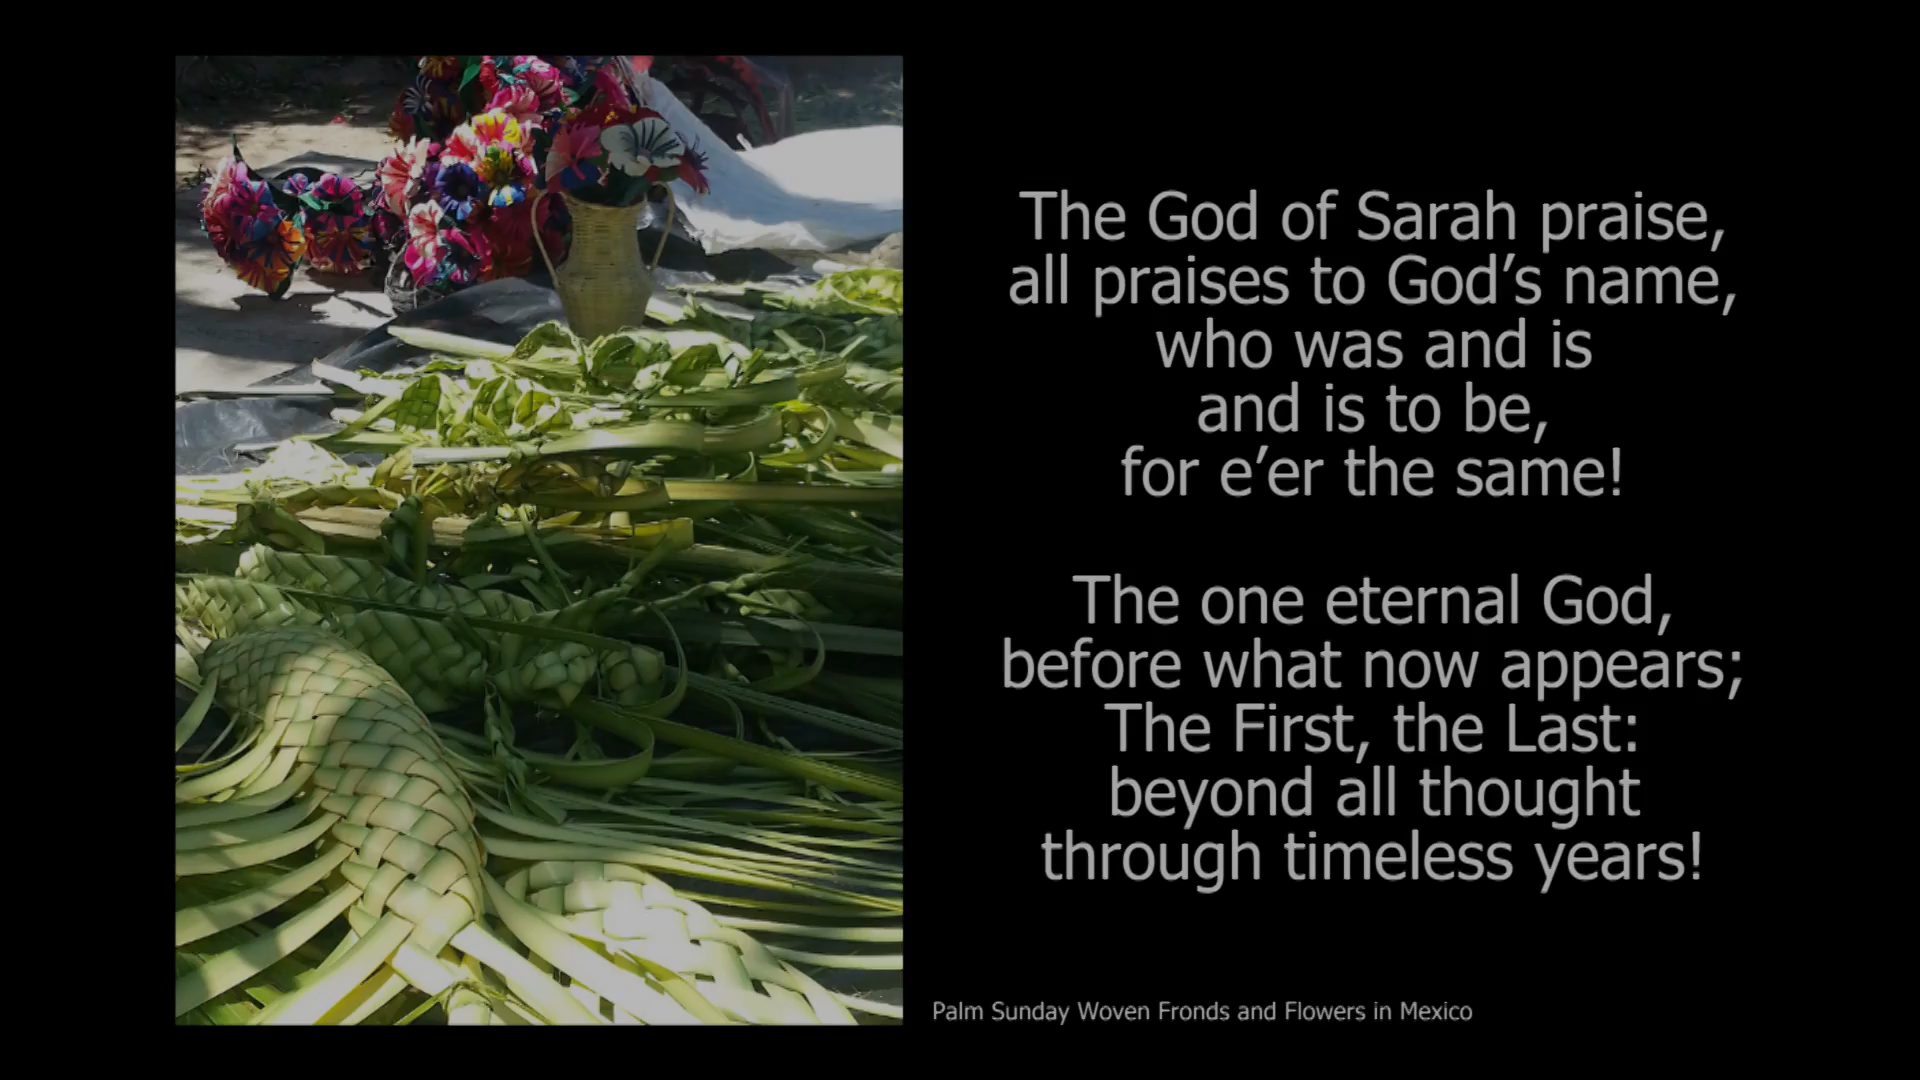 The God of Sarah praise,
all praises to God’s name,
who was and is
and is to be,
for e’er the same!
The one eternal God,
before what now appears;
The First, the Last:
beyond all thought
through timeless years!
Palm Sunday Woven Fronds and Flowers in Mexico